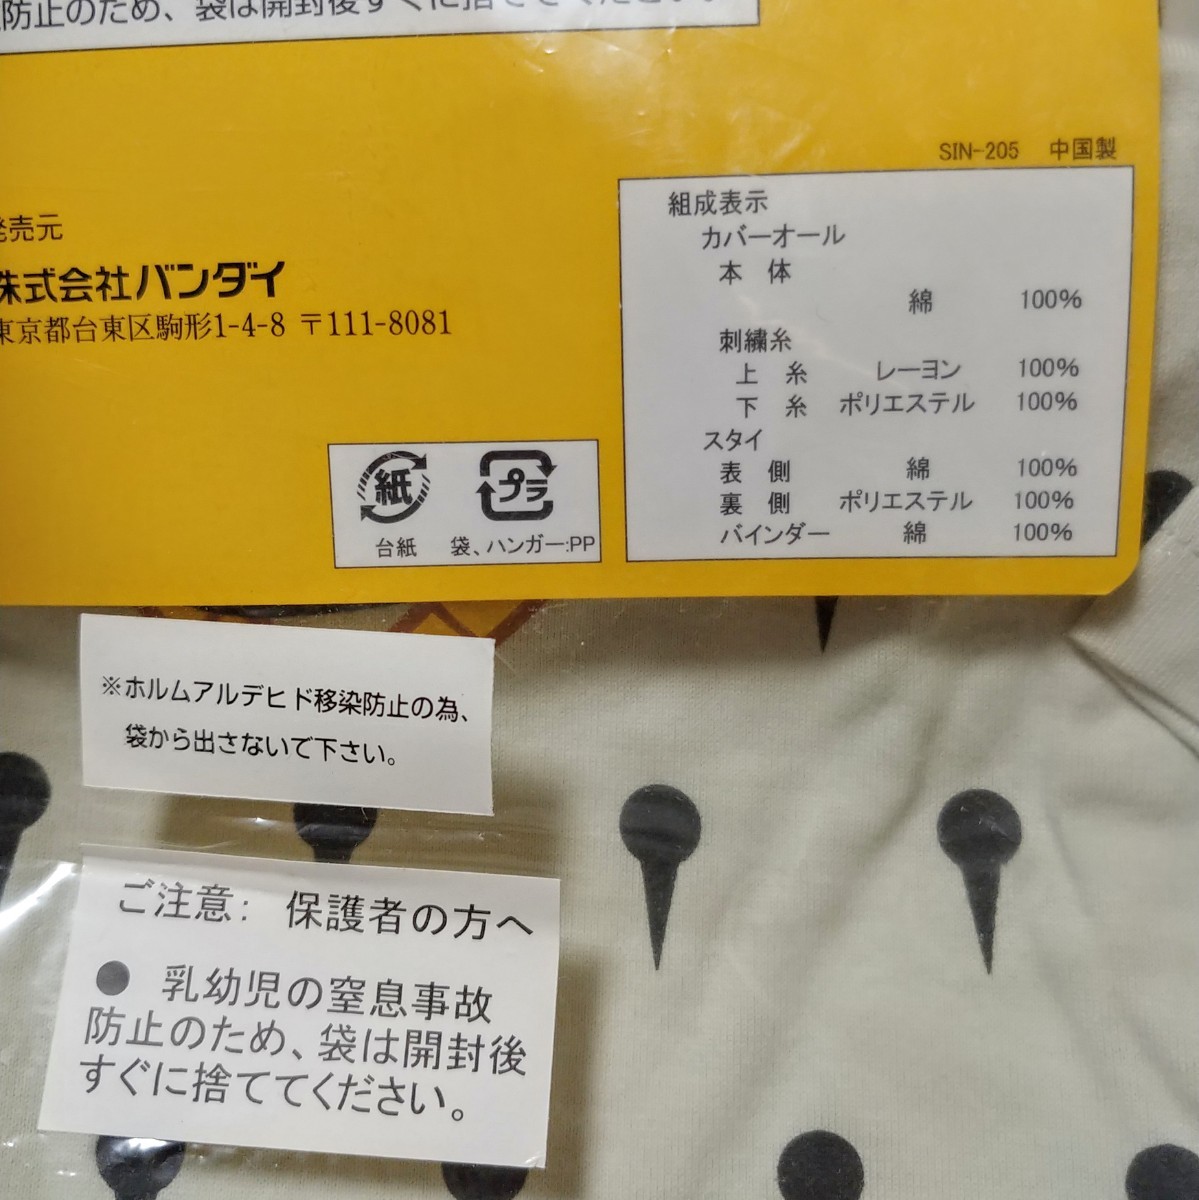 防止のため、袋は開封後すぐに捨ててください。
SIN-205 中国製
発売元
株式会社バンダイ
東京都台東区駒形1-4-8 〒111-8081
組成表示
カバーオール
本 体
綿 100%
刺繍糸
上 糸 レーヨン 100%
下 糸 ポリエステル 100%
スタイ
表 側 綿 100%
裏 側 ポリエステル 100%
バインダー 綿 100%
紙 プラ
台紙 袋、ハンガー:PP
※ホルムアルデヒド移染防止の為、
袋から出さないで下さい。
ご注意: 保護者の方へ
● 乳幼児の窒息事故
防止のため、袋は開封後
すぐに捨ててください。